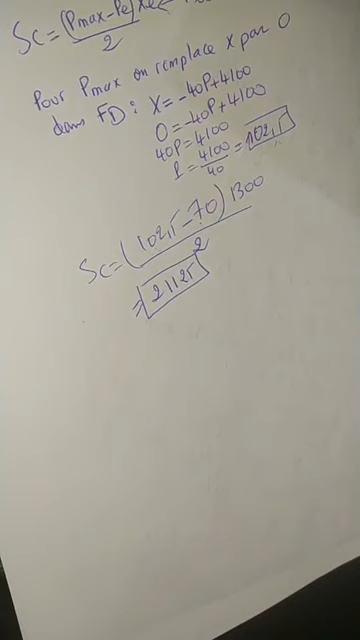 Sc = (Pmax - Pe) Xe
2
Pour Pmax on remplace X par 0
dans FD : X = -40P + 4100
0 = -40P + 4100
40P = 4100
P = 4100/40 = 102,5
Sc = (102,5 - 70) 1300
2
= 21125